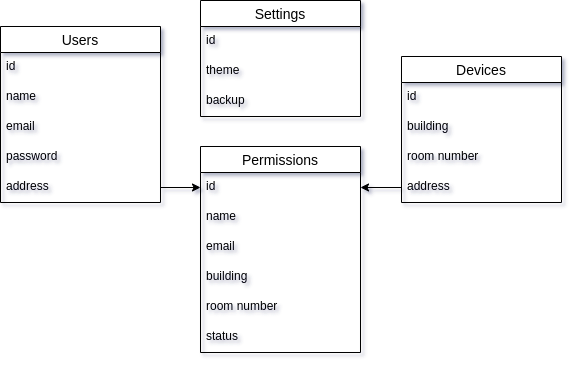 Users
id
name
email
password
address
Settings
id
theme
backup
Permissions
id
name
email
building
room number
status
Devices
id
building
room number
address